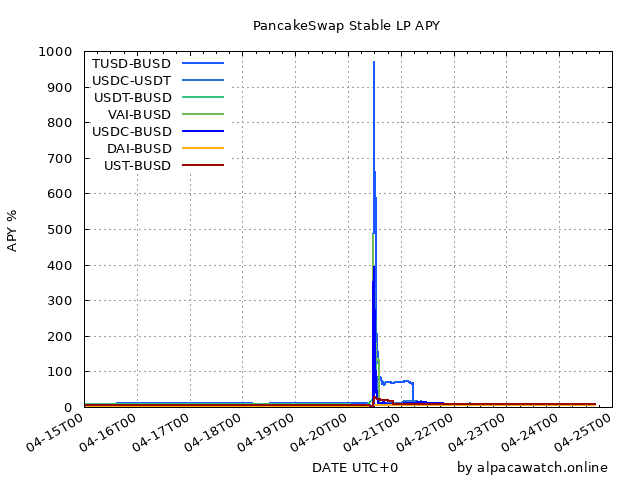 PancakeSwap Stable LP APY
1000
900
800
700
600
500
400
300
200
100
0
APY %
TUSD-BUSD
USDC-USDT
USDT-BUSD
VAI-BUSD
USDC-BUSD
DAI-BUSD
UST-BUSD
04-15T00
04-16T00
04-17T00
04-18T00
04-19T00
04-20T00
04-21T00
04-22T00
04-23T00
04-24T00
04-25T00
DATE UTC+0
by alpacawatch.online